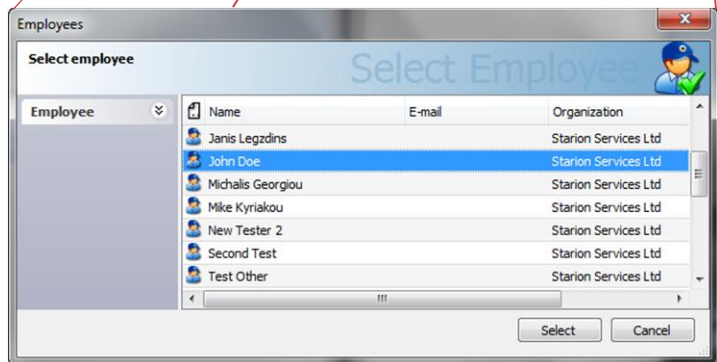 Employees
Select employee
Select Employee
Employee
Name E-mail Organization
Janis Legzdins Starion Services Ltd
John Doe Starion Services Ltd
Michalis Georgiou Starion Services Ltd
Mike Kyriakou Starion Services Ltd
New Tester 2 Starion Services Ltd
Second Test Starion Services Ltd
Test Other Starion Services Ltd
Select Cancel